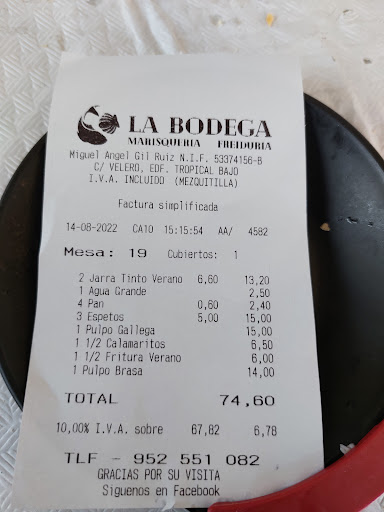 LA BODEGA
MARISQUERIA FREIDURIA
Miguel Angel Gil Ruiz N.I.F. 53374156-B
C/ VELERO, EDF. TROPICAL BAJO
I.V.A. INCLUIDO (MEZQUITILLA)
Factura simplificada
14-08-2022 CA10 15:15:54 AA/ 4582
Mesa: 19 Cubiertos: 1
2 Jarra Tinto Verano 6,60 13,20
1 Agua Grande 2,50
4 Pan 0,60 2,40
3 Espetos 5,00 15,00
1 Pulpo Gallega 15,00
1 1/2 Calamaritos 6,50
1 1/2 Fritura Verano 6,00
1 Pulpo Brasa 14,00
TOTAL 74,60
10,00% I.V.A. sobre 67,82 6,78
TLF - 952 551 082
GRACIAS POR SU VISITA
Siguenos en Facebook